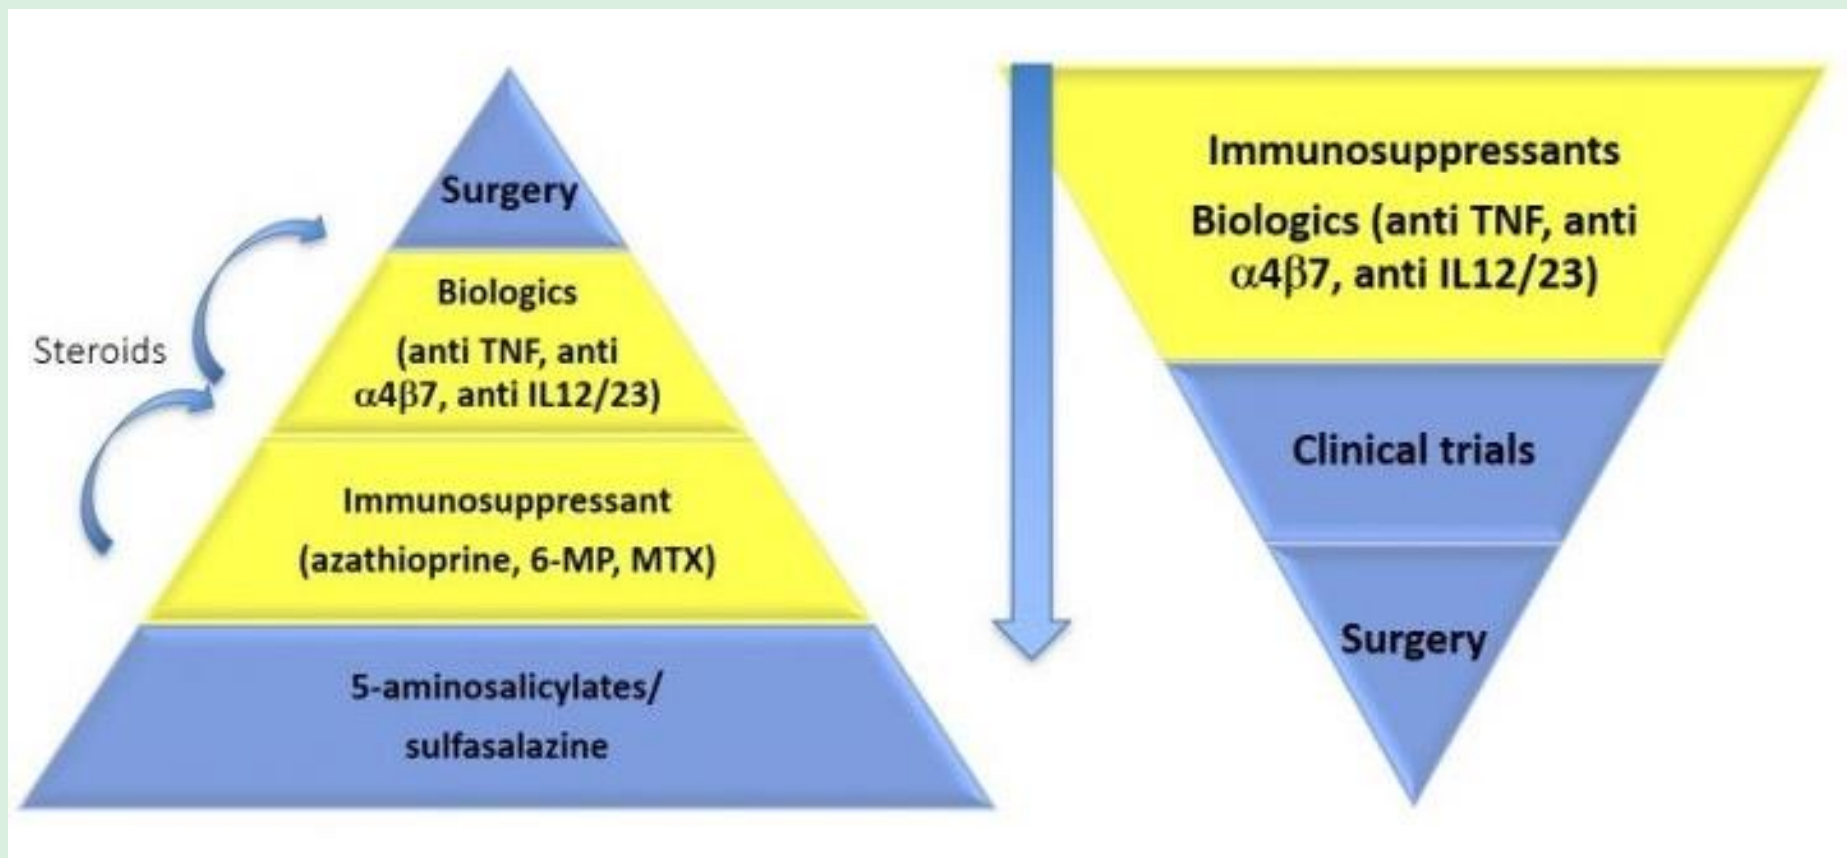 Surgery
Biologics
(anti TNF, anti
α4β7, anti IL12/23)
Steroids
Immunosuppressant
(azathioprine, 6-MP, MTX)
5-aminosalicylates/
sulfasalazine
Immunosuppressants
Biologics (anti TNF, anti
α4β7, anti IL12/23)
Clinical trials
Surgery